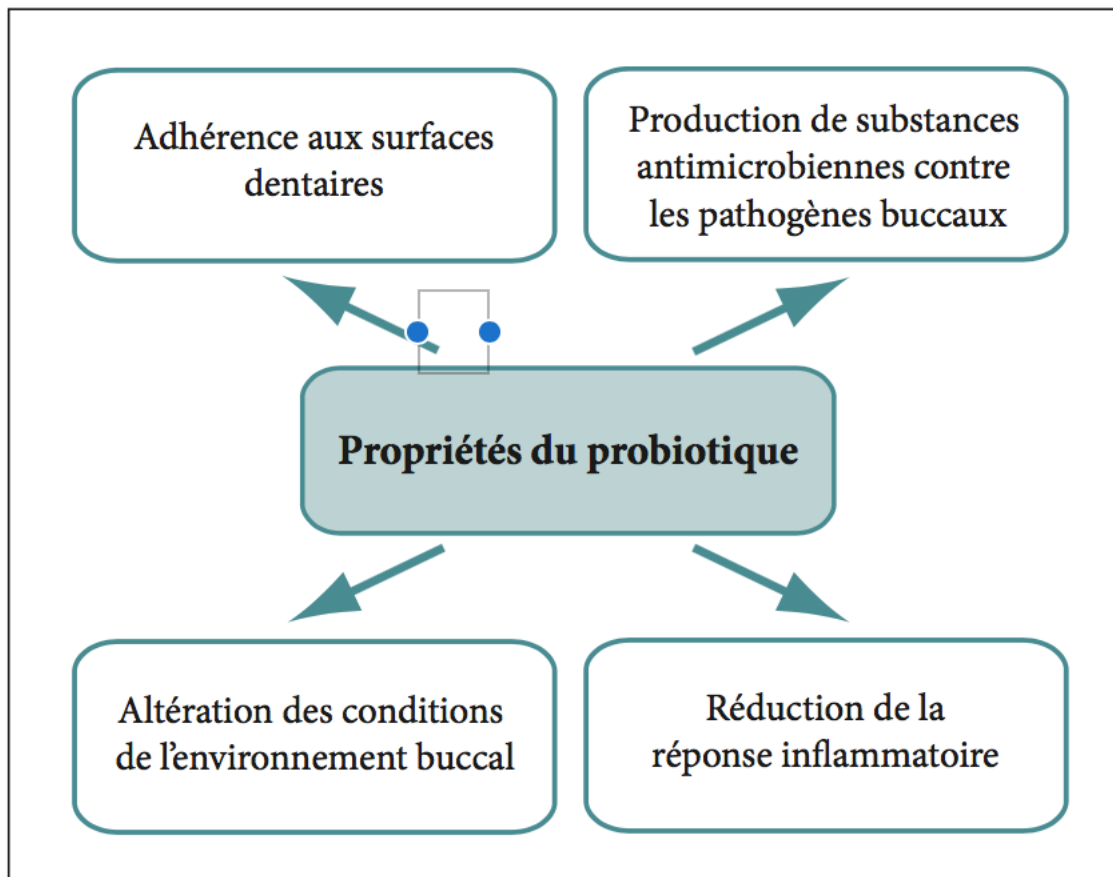 Adhérence aux surfaces
dentaires
Production de substances
antimicrobiennes contre
les pathogènes buccaux
Propriétés du probiotique
Altération des conditions
de l’environnement buccal
Réduction de la
réponse inflammatoire